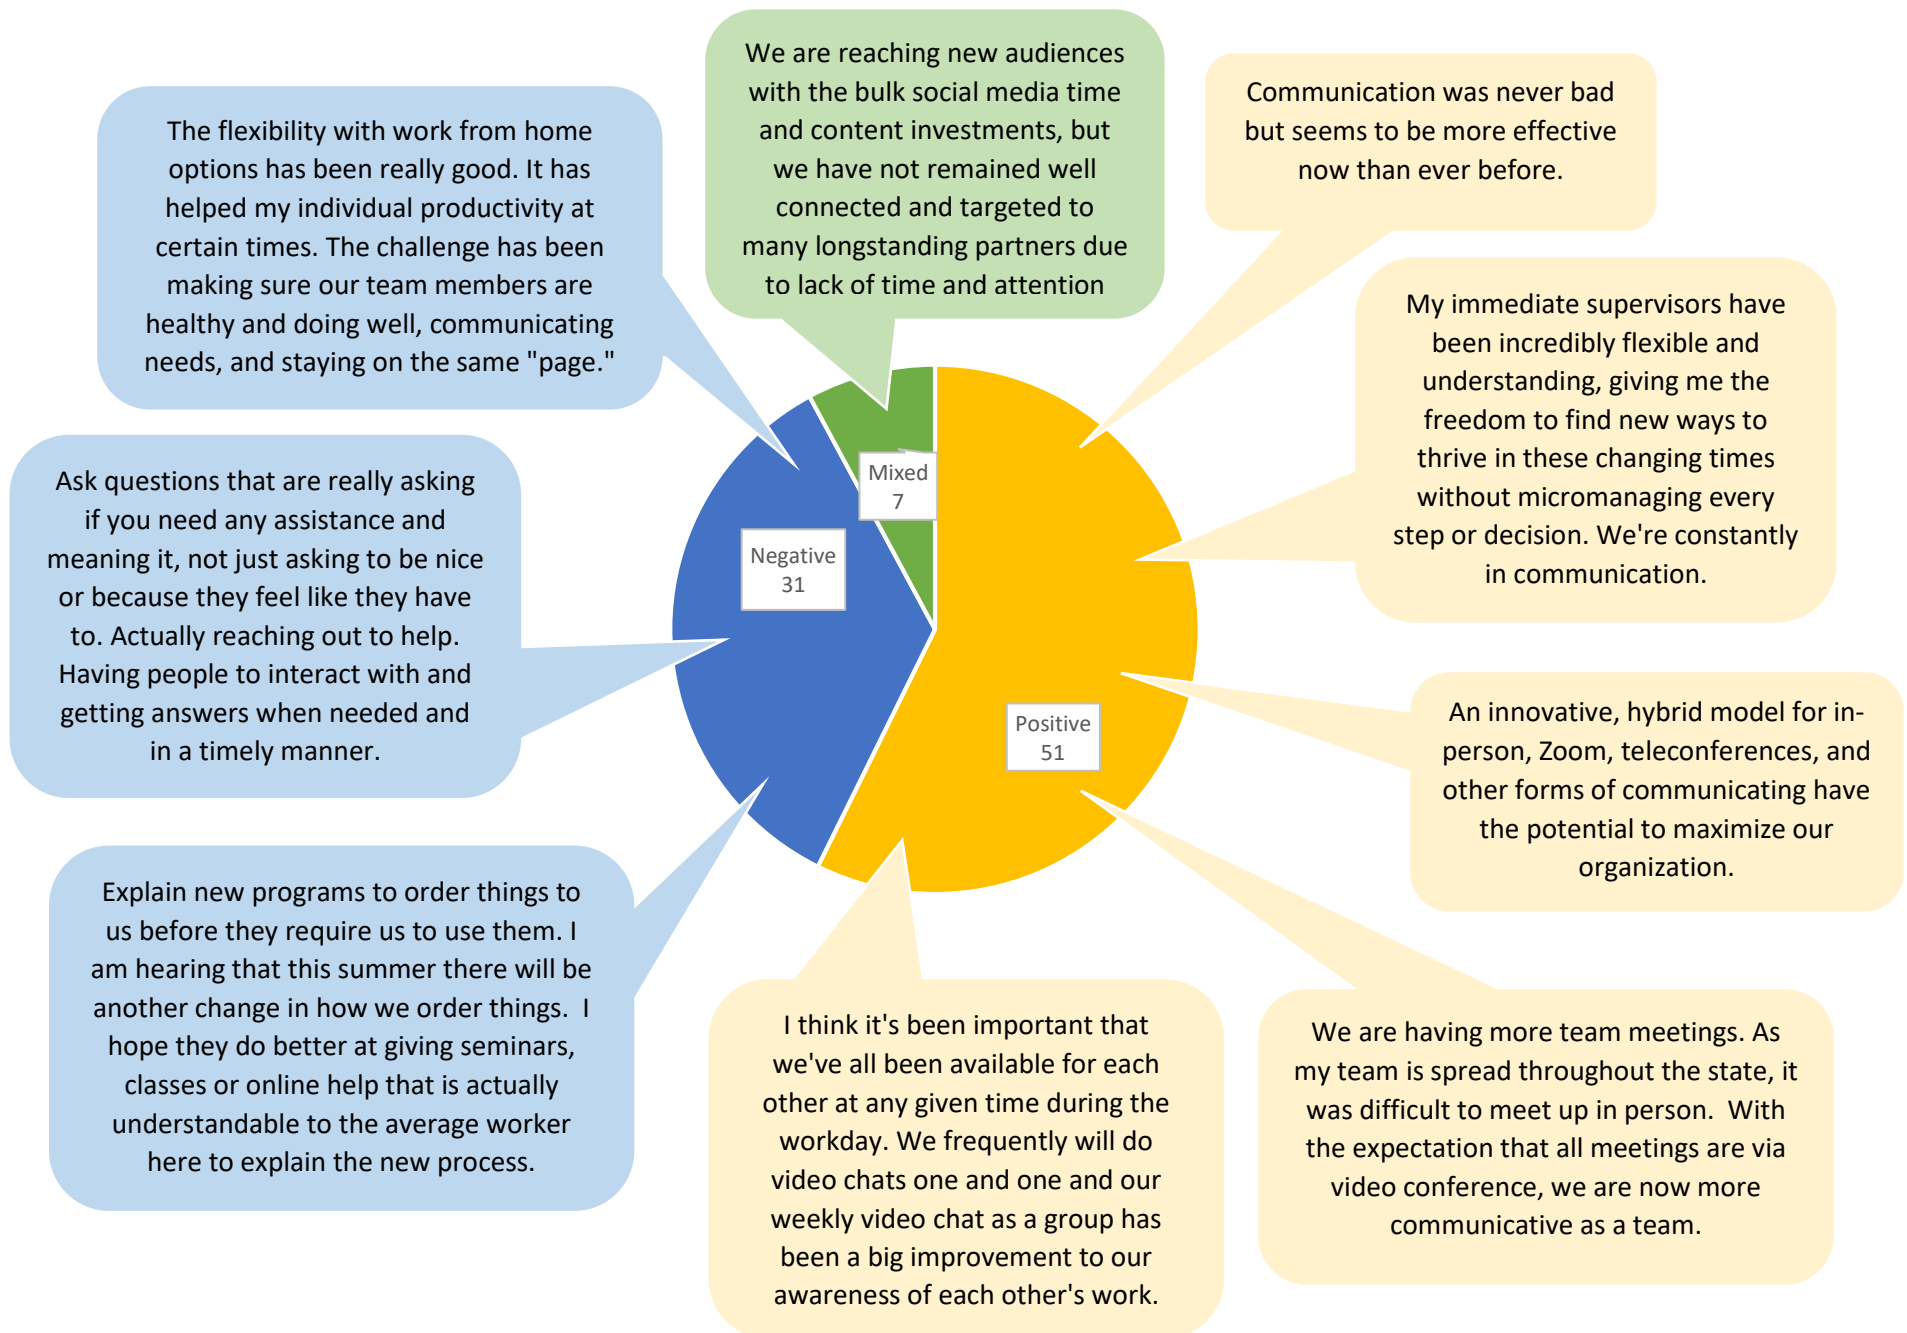 We are reaching new audiences
with the bulk social media time
and content investments, but
we have not remained well
connected and targeted to
many longstanding partners due
to lack of time and attention
Communication was never bad
but seems to be more effective
now than ever before.
The flexibility with work from home
options has been really good. It has
helped my individual productivity at
certain times. The challenge has been
making sure our team members are
healthy and doing well, communicating
needs, and staying on the same "page."
My immediate supervisors have
been incredibly flexible and
understanding, giving me the
freedom to find new ways to
thrive in these changing times
without micromanaging every
step or decision. We're constantly
in communication.
Ask questions that are really asking
if you need any assistance and
meaning it, not just asking to be nice
or because they feel like they have
to. Actually reaching out to help.
Having people to interact with and
getting answers when needed and
in a timely manner.
Mixed
7
Negative
31
Positive
51
An innovative, hybrid model for in-
person, Zoom, teleconferences, and
other forms of communicating have
the potential to maximize our
organization.
Explain new programs to order things to
us before they require us to use them. I
am hearing that this summer there will be
another change in how we order things.  I
hope they do better at giving seminars,
classes or online help that is actually
understandable to the average worker
here to explain the new process.
I think it's been important that
we've all been available for each
other at any given time during the
workday. We frequently will do
video chats one and one and our
weekly video chat as a group has
been a big improvement to our
awareness of each other's work.
We are having more team meetings. As
my team is spread throughout the state, it
was difficult to meet up in person.  With
the expectation that all meetings are via
video conference, we are now more
communicative as a team.